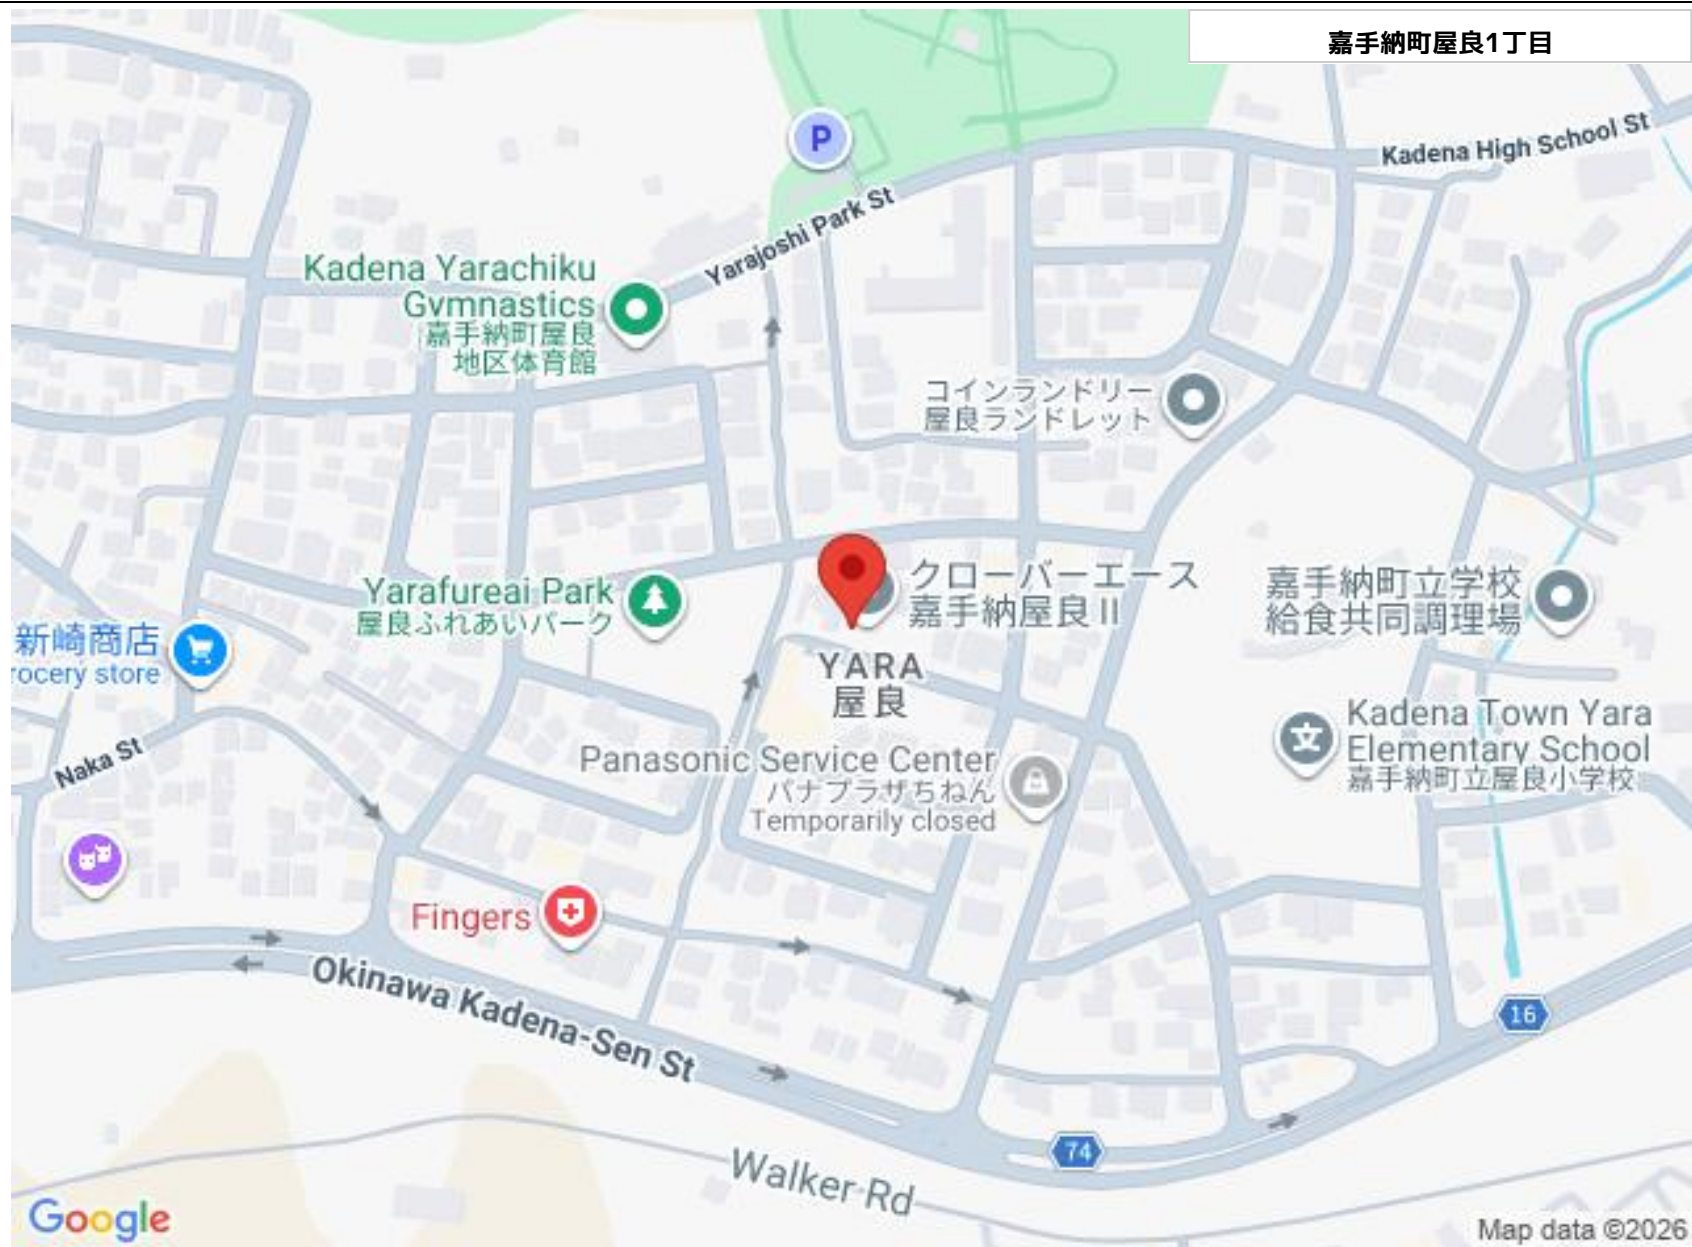 嘉手納町屋良1丁目
Kadena High School St
P
Yarajoshi Park St
Kadena Yarachiku
Gymnastics
嘉手納町屋良
地区体育館
コインランドリー
屋良ランドレット
クローバーエース
嘉手納屋良Ⅱ
嘉手納町立学校
給食共同調理場
Yarafureai Park
屋良ふれあいパーク
新崎商店
rocery store
YARA
屋良
Kadena Town Yara
Elementary School
嘉手納町立屋良小学校
文
Panasonic Service Center
パナプラザちねん
Temporarily closed
Naka St
Fingers
Okinawa Kadena-Sen St
16
74
Walker Rd
Google
Map data ©2026